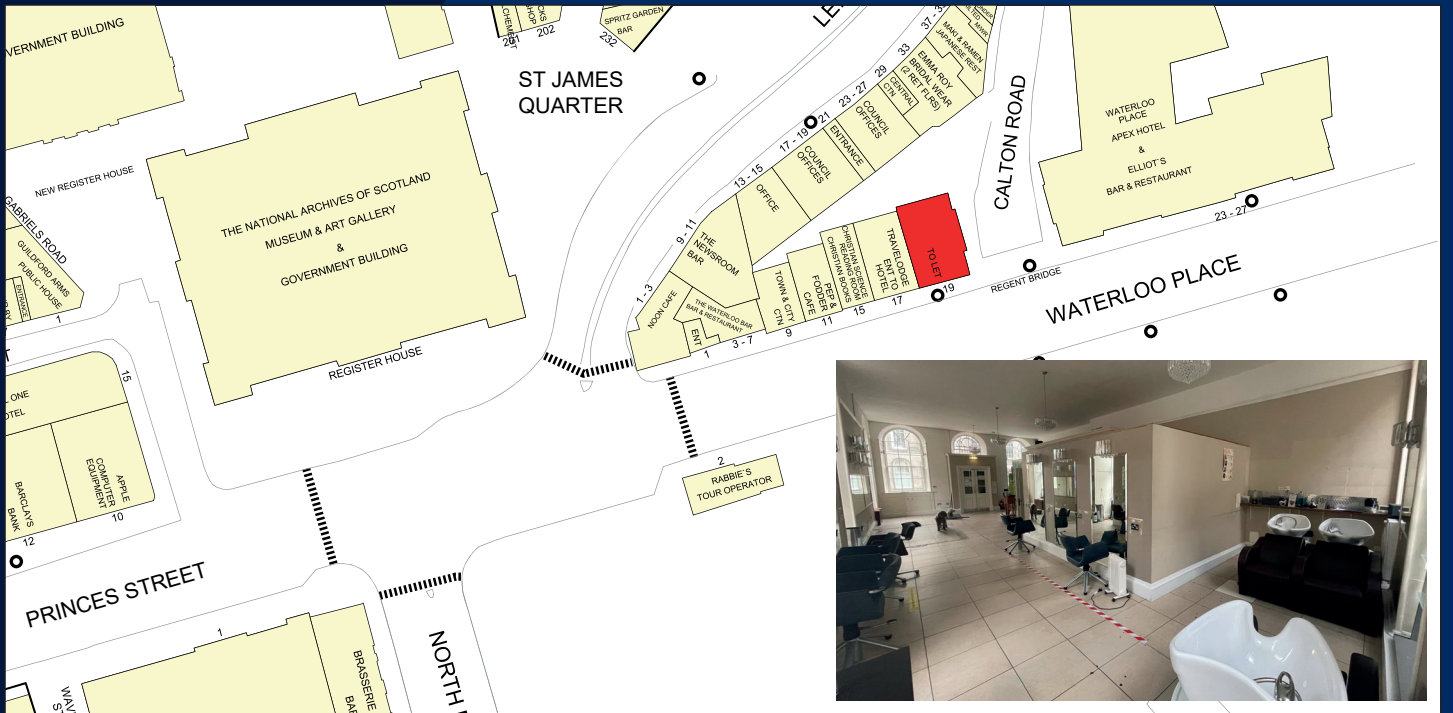 VERNMENT BUILDING
202
SPRITZ GARDEN
BAR
232
ST JAMES
QUARTER
37 - 3
MAKI & RAMEN
JAPANESE REST
33
EMMA ROY
BRIDAL WEAR
(2 RET FLRS)
29
CENTRAL
CTN
23 - 27
COUNCIL
OFFICES
21
ENTRANCE
17 - 19
COUNCIL
OFFICES
13 - 15
OFFICE
9 - 11
THE
NEWSROOM
BAR
1 - 3
NOON CAFE
CALTON ROAD
WATERLOO
PLACE
APEX HOTEL
&
ELLIOT´S
BAR & RESTAURANT
23 - 27
NEW REGISTER HOUSE
GABRIELS ROAD
GUILDFORD ARMS
PUBLIC HOUSE
ENTRANCE
1
THE NATIONAL ARCHIVES OF SCOTLAND
MUSEUM & ART GALLERY
&
GOVERNMENT BUILDING
REGISTER HOUSE
ENT
1
THE WATERLOO BAR
BAR & RESTAURANT
3 - 7
TOWN & CITY
CTN
9
PEP &
FODDER
CAFE
11
CHRISTIAN SCIENCE
READING ROOM
CHRISTIAN BOOKS
15
TRAVELODGE
ENT TO
HOTEL
17
TO LET
19
REGENT BRIDGE
WATERLOO PLACE
15
L ONE
OTEL
APPLE
COMPUTER
EQUIPMENT
10
BARCLAYS
BANK
12
2
RABBIE´S
TOUR OPERATOR
PRINCES STREET
1
BRASSERIE
NORTH